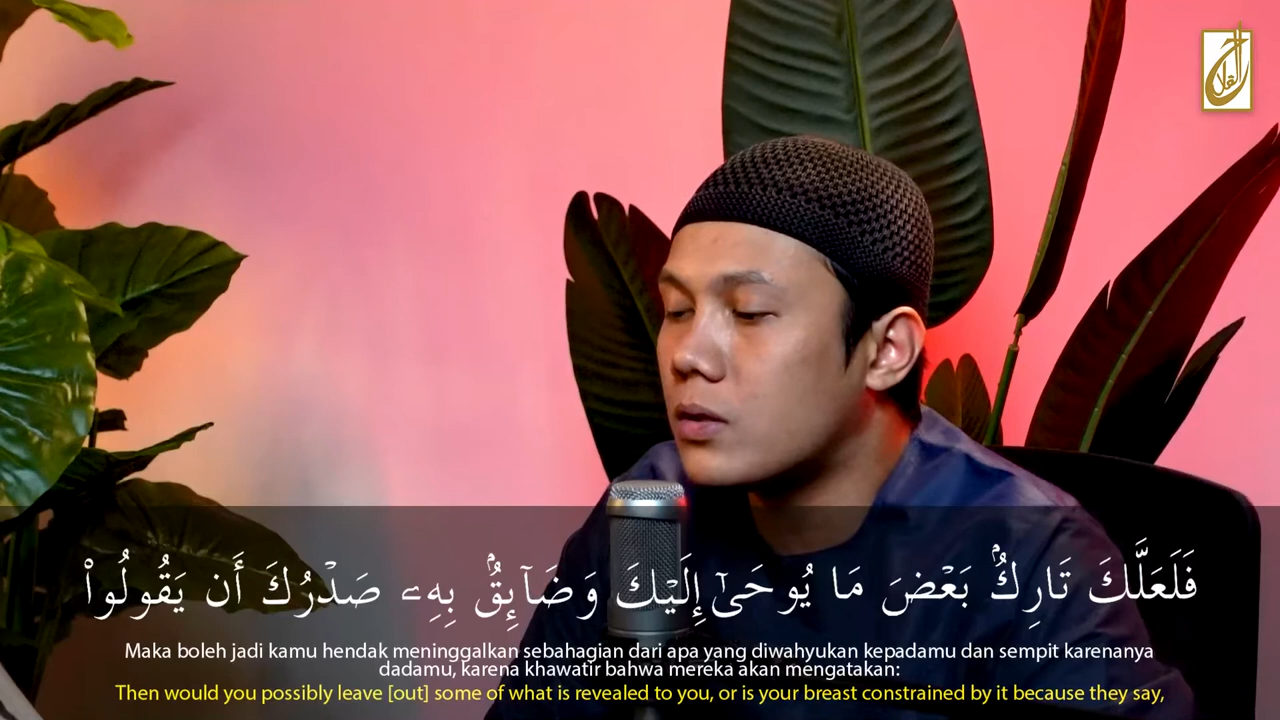 فَلَعَلَّكَ تَارِكٌۢ بَعْضَ مَا يُوحَىٰٓ إِلَيْكَ وَضَآئِقٌۢ بِهِۦ صَدْرُكَ أَن يَقُولُوا۟
Maka boleh jadi kamu hendak meninggalkan sebahagian dari apa yang diwahyukan kepadamu dan sempit karenanya
dadamu, karena khawatir bahwa mereka akan mengatakan:
Then would you possibly leave [out] some of what is revealed to you, or is your breast constrained by it because they say,